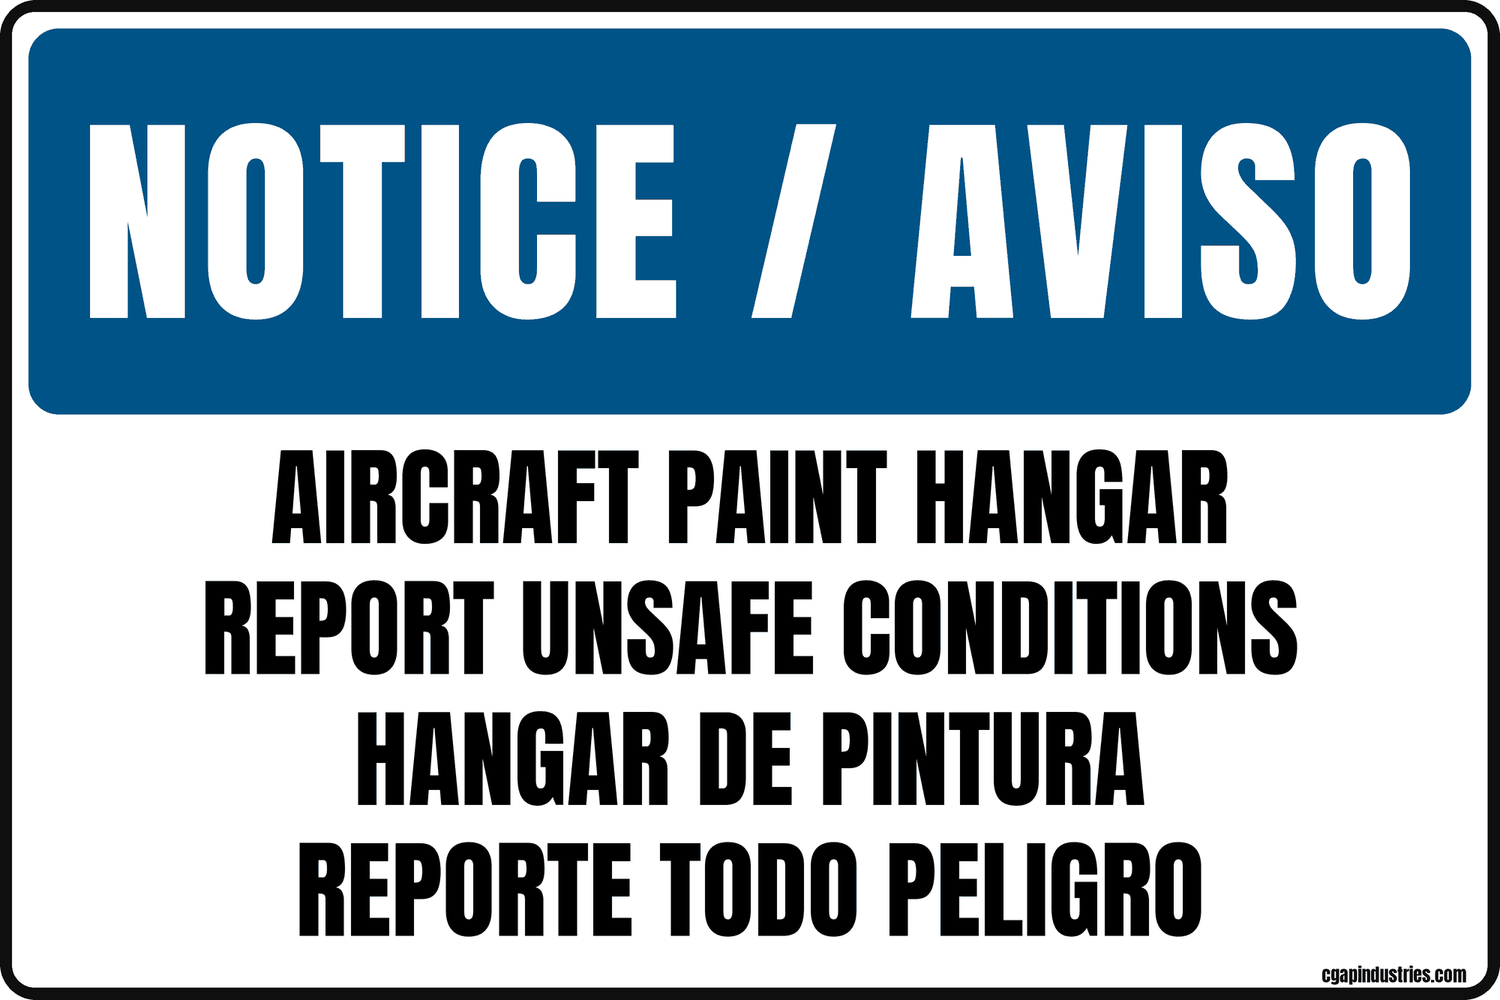 NOTICE / AVISO
AIRCRAFT PAINT HANGAR
REPORT UNSAFE CONDITIONS
HANGAR DE PINTURA
REPORTE TODO PELIGRO
cgapindustries.com